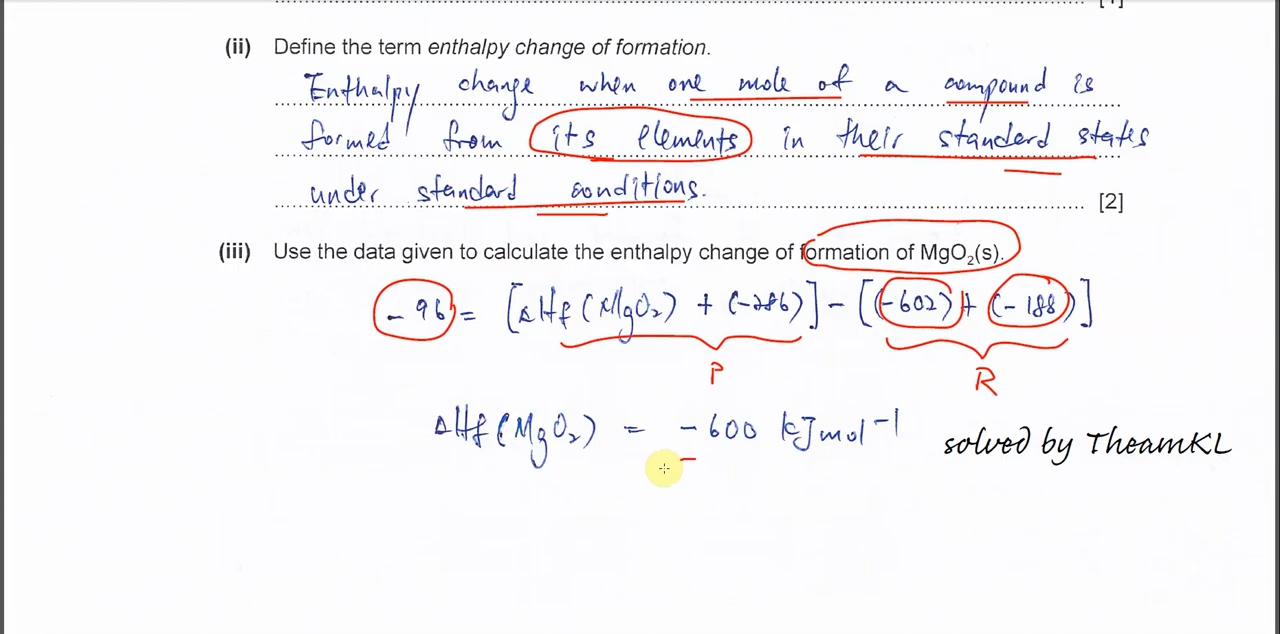 [1]
(ii) Define the term enthalpy change of formation.
Enthalpy change when one mole of a compound is
formed from its elements in their standard states
under standard conditions.
[2]
(iii) Use the data given to calculate the enthalpy change of formation of MgO₂(s).
- 96 = [ΔHf (MgO₂) + (-286)] - [(-602) + (-188)]
P R
ΔHf (MgO₂) = - 600 kJmol⁻¹
solved by TheamKL